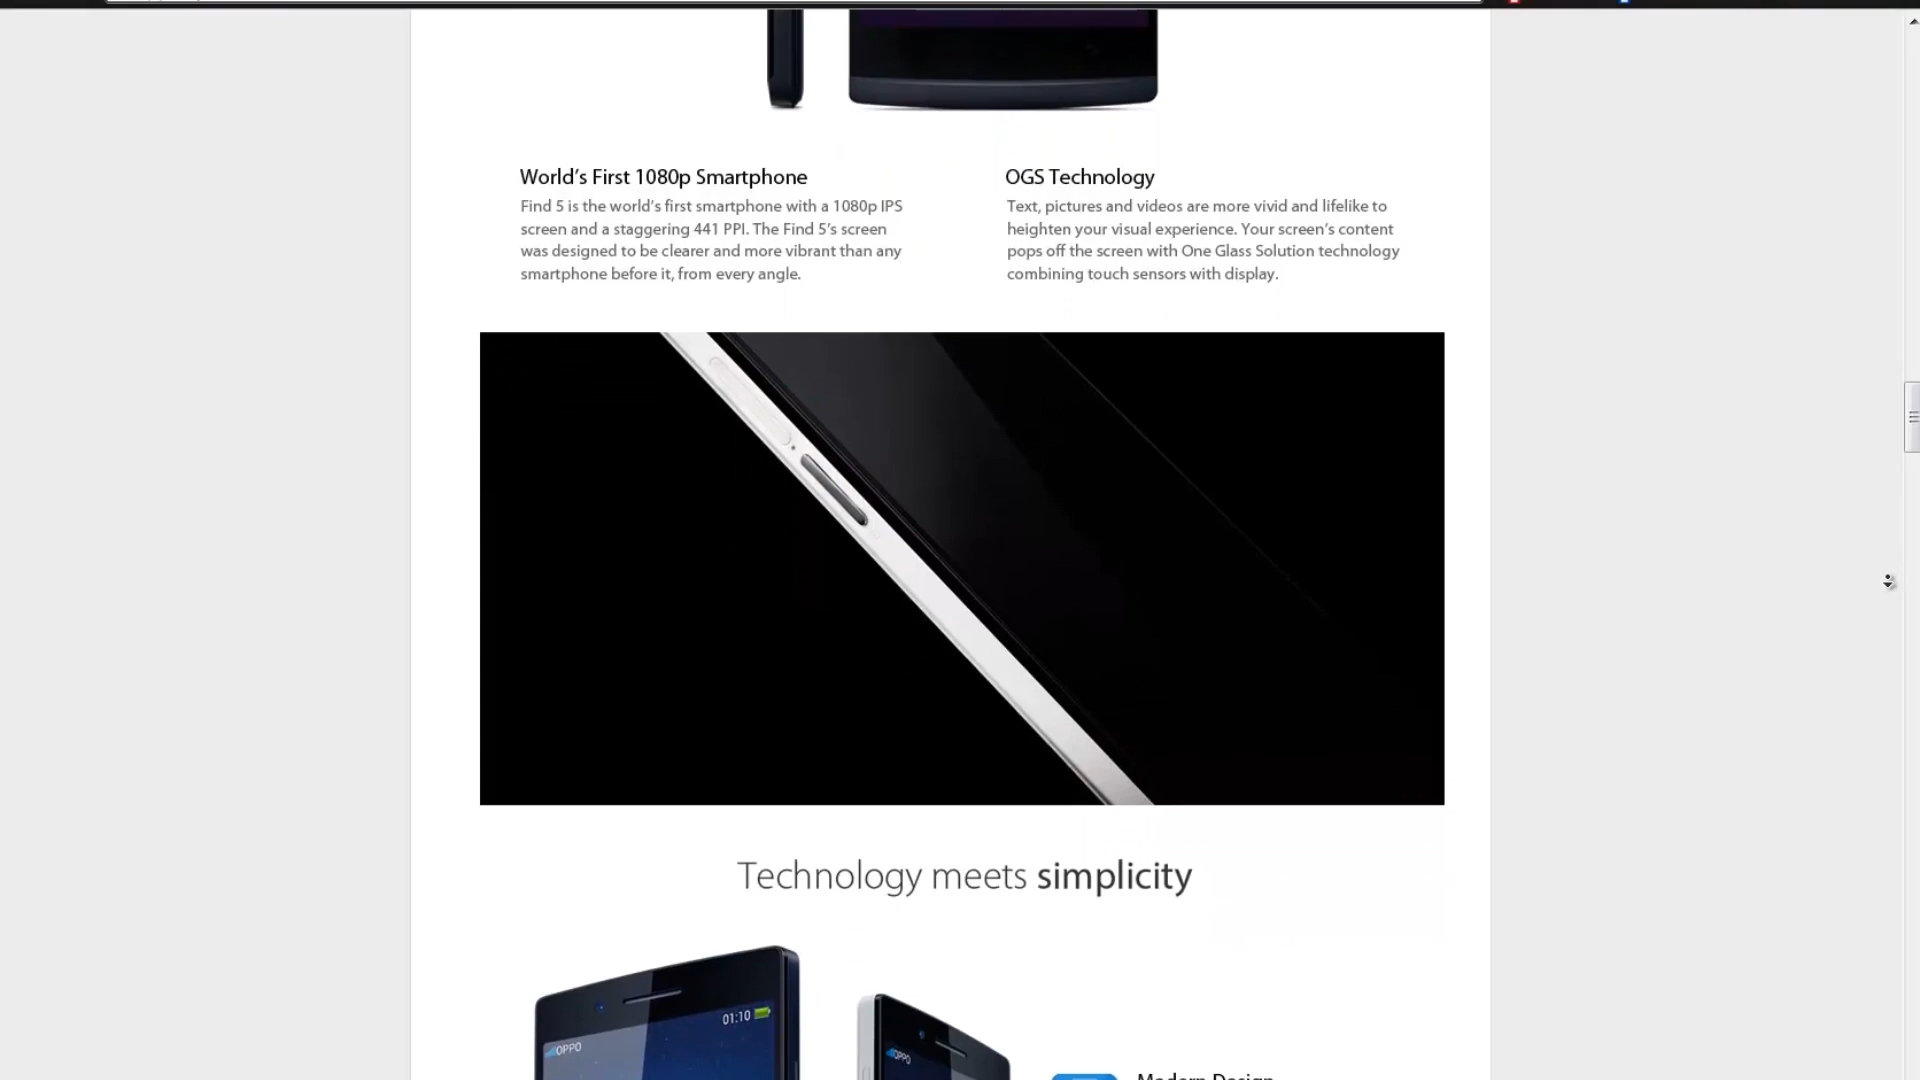 World's First 1080p Smartphone
Find 5 is the world's first smartphone with a 1080p IPS
screen and a staggering 441 PPI. The Find 5's screen
was designed to be clearer and more vibrant than any
smartphone before it, from every angle.
OGS Technology
Text, pictures and videos are more vivid and lifelike to
heighten your visual experience. Your screen's content
pops off the screen with One Glass Solution technology
combining touch sensors with display.
Technology meets simplicity
01:10
OPPO
OPPO
Modern Design